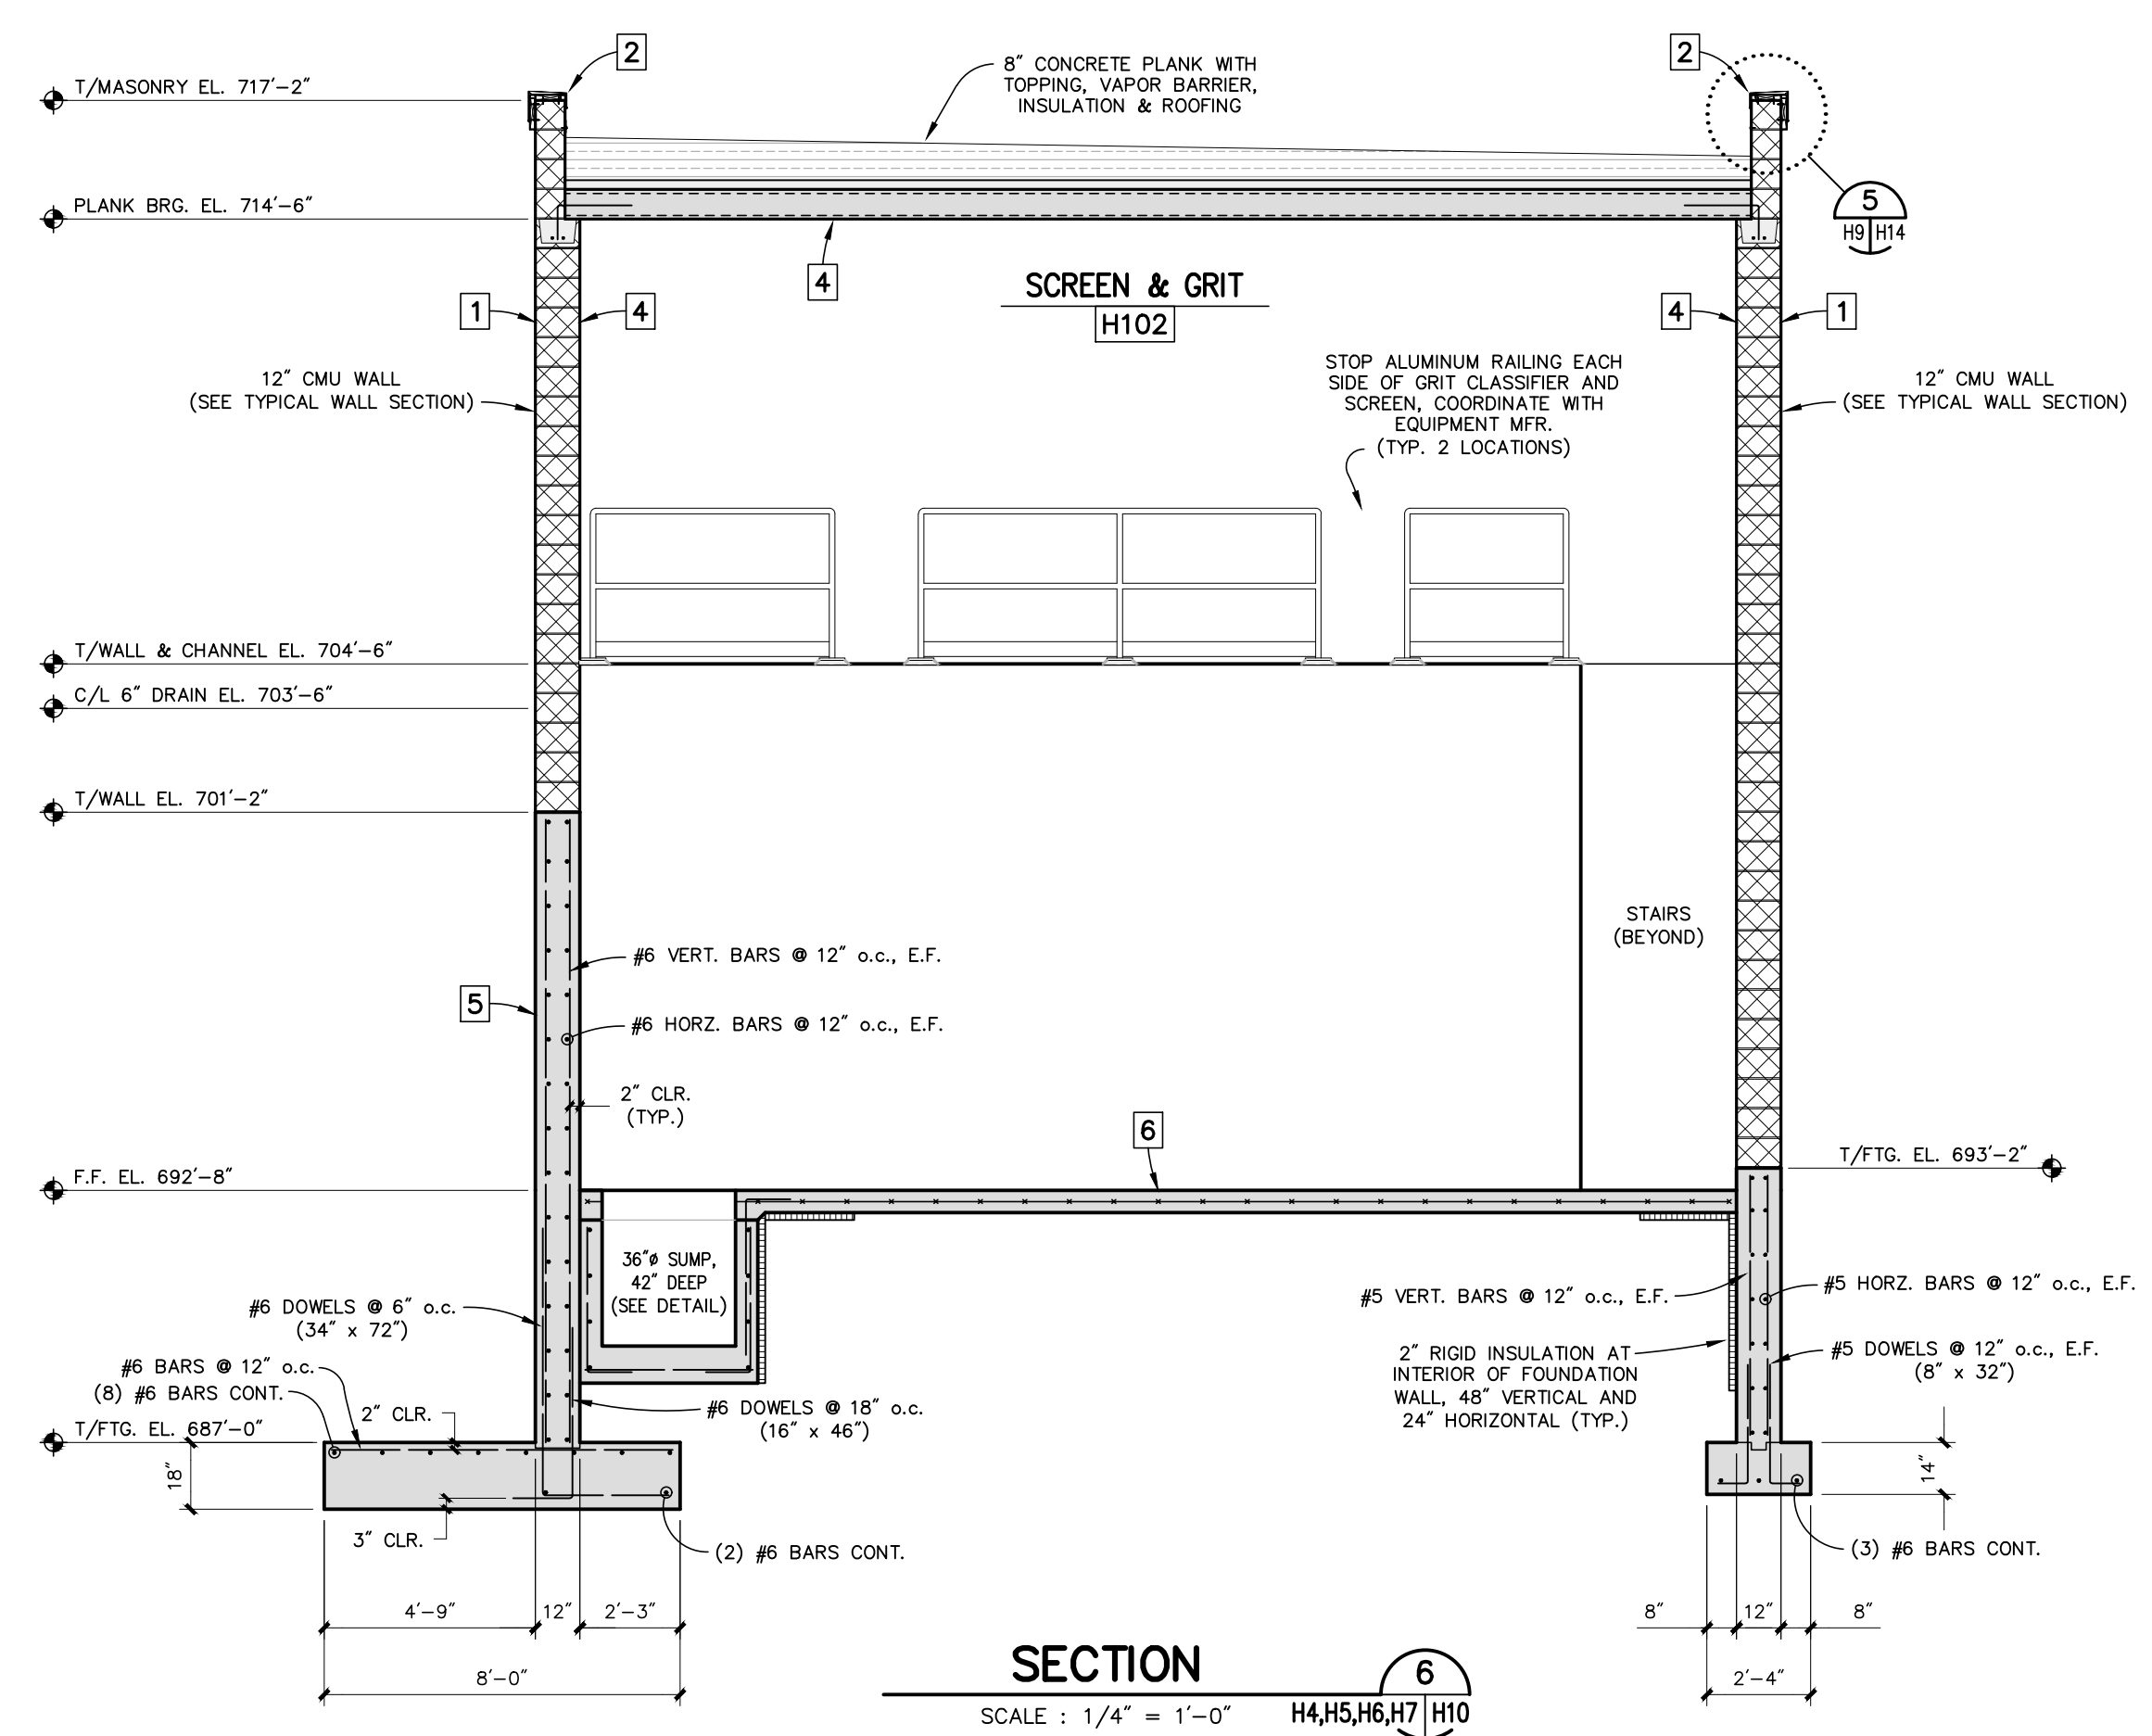 2
2
8" CONCRETE PLANK WITH
TOPPING, VAPOR BARRIER,
INSULATION & ROOFING
T/MASONRY EL. 717'-2"
PLANK BRG. EL. 714'-6"
5
H9 H14
4
SCREEN & GRIT
H102
1
4
4
1
12" CMU WALL
(SEE TYPICAL WALL SECTION)
STOP ALUMINUM RAILING EACH
SIDE OF GRIT CLASSIFIER AND
SCREEN, COORDINATE WITH
EQUIPMENT MFR.
(TYP. 2 LOCATIONS)
12" CMU WALL
(SEE TYPICAL WALL SECTION)
T/WALL & CHANNEL EL. 704'-6"
C/L 6" DRAIN EL. 703'-6"
T/WALL EL. 701'-2"
STAIRS
(BEYOND)
#6 VERT. BARS @ 12" o.c., E.F.
5
#6 HORZ. BARS @ 12" o.c., E.F.
2" CLR.
(TYP.)
6
F.F. EL. 692'-8"
T/FTG. EL. 693'-2"
36"ø SUMP,
42" DEEP
(SEE DETAIL)
#6 DOWELS @ 6" o.c.
(34" x 72")
#5 VERT. BARS @ 12" o.c., E.F.
#5 HORZ. BARS @ 12" o.c., E.F.
2" RIGID INSULATION AT
INTERIOR OF FOUNDATION
WALL, 48" VERTICAL AND
24" HORIZONTAL (TYP.)
#5 DOWELS @ 12" o.c., E.F.
(8" x 32")
#6 BARS @ 12" o.c.
(8) #6 BARS CONT.
2" CLR.
#6 DOWELS @ 18" o.c.
(16" x 46")
T/FTG. EL. 687'-0"
18"
14"
3" CLR.
(2) #6 BARS CONT.
(3) #6 BARS CONT.
4'-9"
12"
2'-3"
8"
12"
8"
8'-0"
2'-4"
SECTION
SCALE : 1/4" = 1'-0"
6
H4,H5,H6,H7 H10